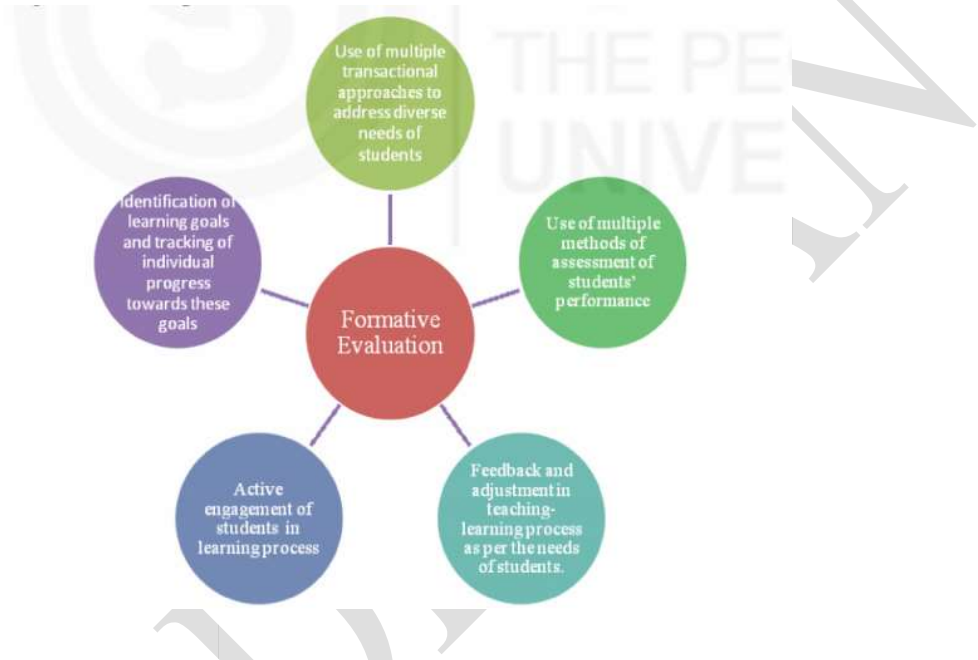 THE PE
UNIVE
Use of multiple
transactional
approaches to
address diverse
needs of
students
Use of multiple
methods of
assessment of
students'
performance
Feedback and
adjustment in
teaching-
learning process
as per the needs
of students.
Active
engagement of
students in
learning process
Identification of
learning goals
and tracking of
individual
progress
towards these
goals
Formative
Evaluation